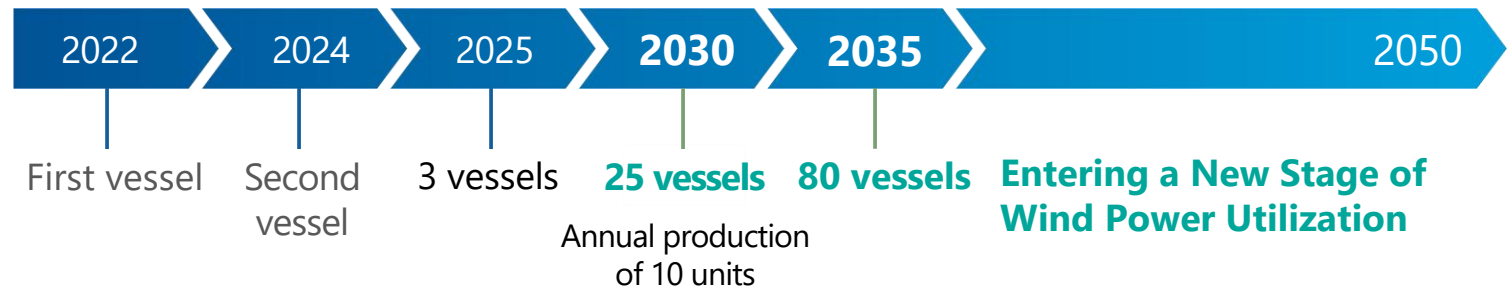 2022
2024
2025
2030
2035
2050
First vessel
Second
vessel
3 vessels
25 vessels
Annual production
of 10 units
80 vessels
Entering a New Stage of
Wind Power Utilization